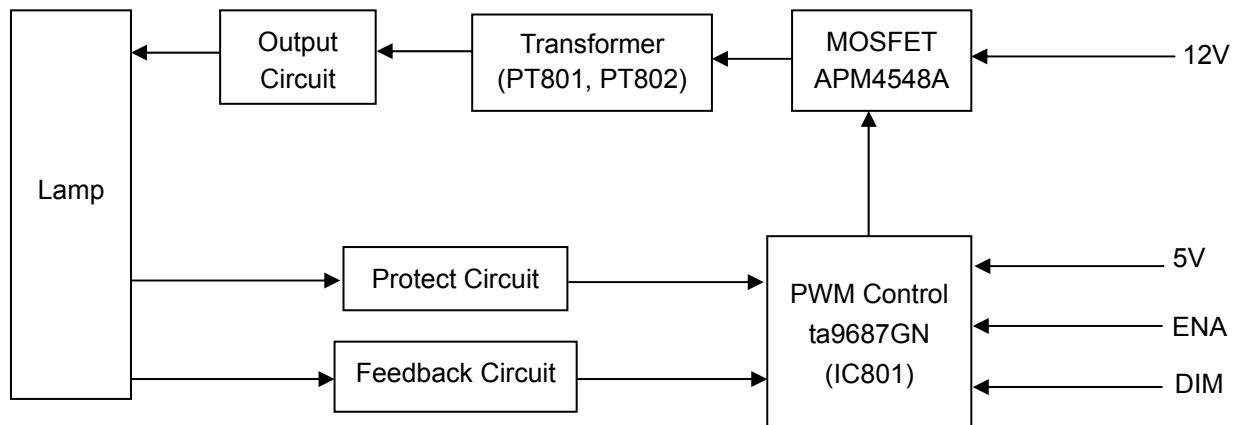 Output
Circuit
Transformer
(PT801, PT802)
MOSFET
APM4548A
12V
Lamp
Protect Circuit
Feedback Circuit
PWM Control
ta9687GN
(IC801)
5V
ENA
DIM